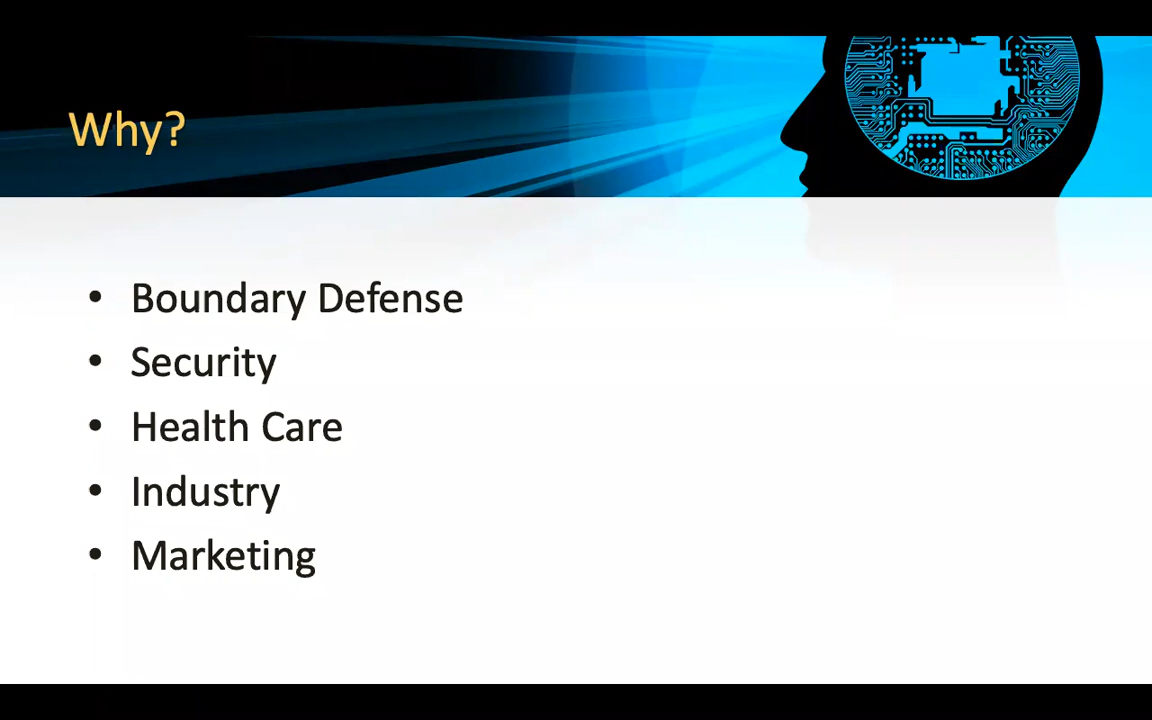 Why?
• Boundary Defense
• Security
• Health Care
• Industry
• Marketing